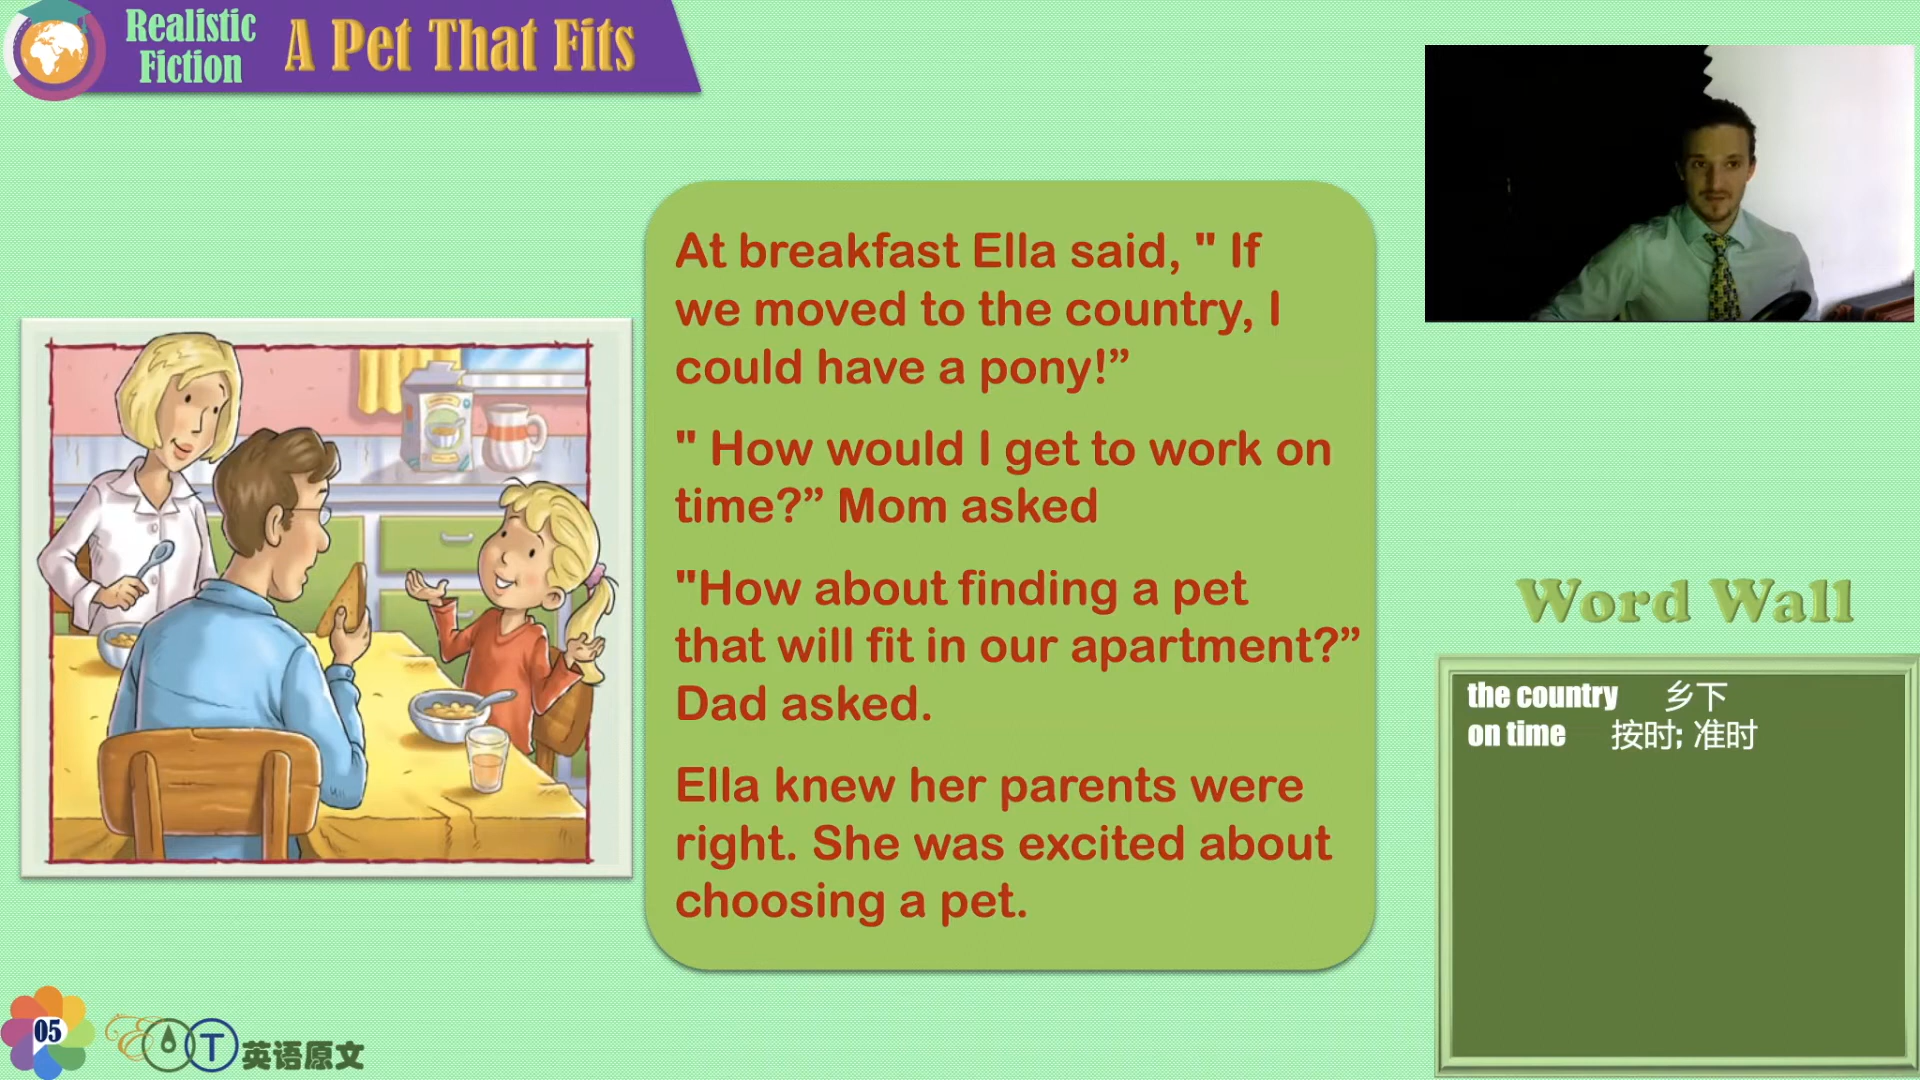 Realistic
Fiction
A Pet That Fits
At breakfast Ella said, " If
we moved to the country, I
could have a pony!”
" How would I get to work on
time?” Mom asked
"How about finding a pet
that will fit in our apartment?”
Dad asked.
Ella knew her parents were
right. She was excited about
choosing a pet.
Word Wall
the country 乡下
on time 按时; 准时
05
英语原文